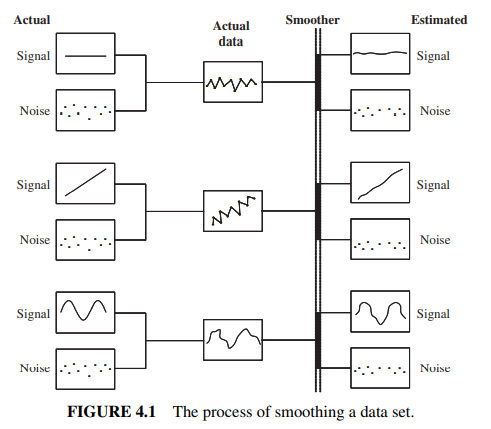 Actual
Actual data
Smoother
Estimated
Signal
Signal
Noise
Noise
Signal
Signal
Noise
Noise
Signal
Signal
Noise
Noise
FIGURE 4.1 The process of smoothing a data set.